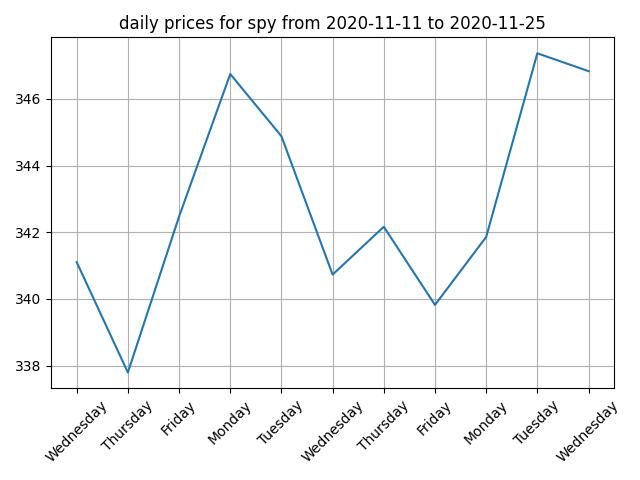 daily prices for spy from 2020-11-11 to 2020-11-25
346
344
342
340
338
Wednesday
Thursday
Friday
Monday
Tuesday
Wednesday
Thursday
Friday
Monday
Tuesday
Wednesday